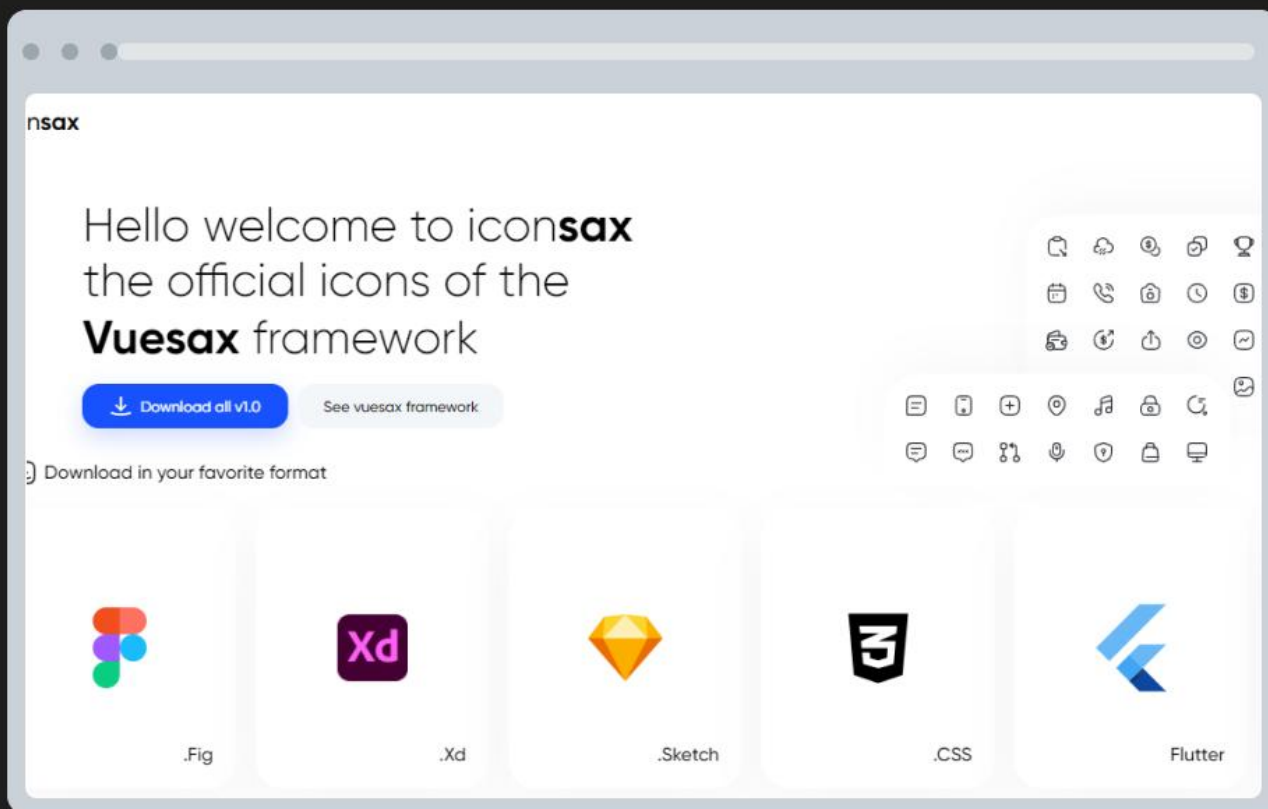 nsax
Hello welcome to iconsax
the official icons of the
Vuesax framework
Download all v1.0
See vuesax framework
Download in your favorite format
Xd
.Fig
.Xd
.Sketch
.CSS
Flutter